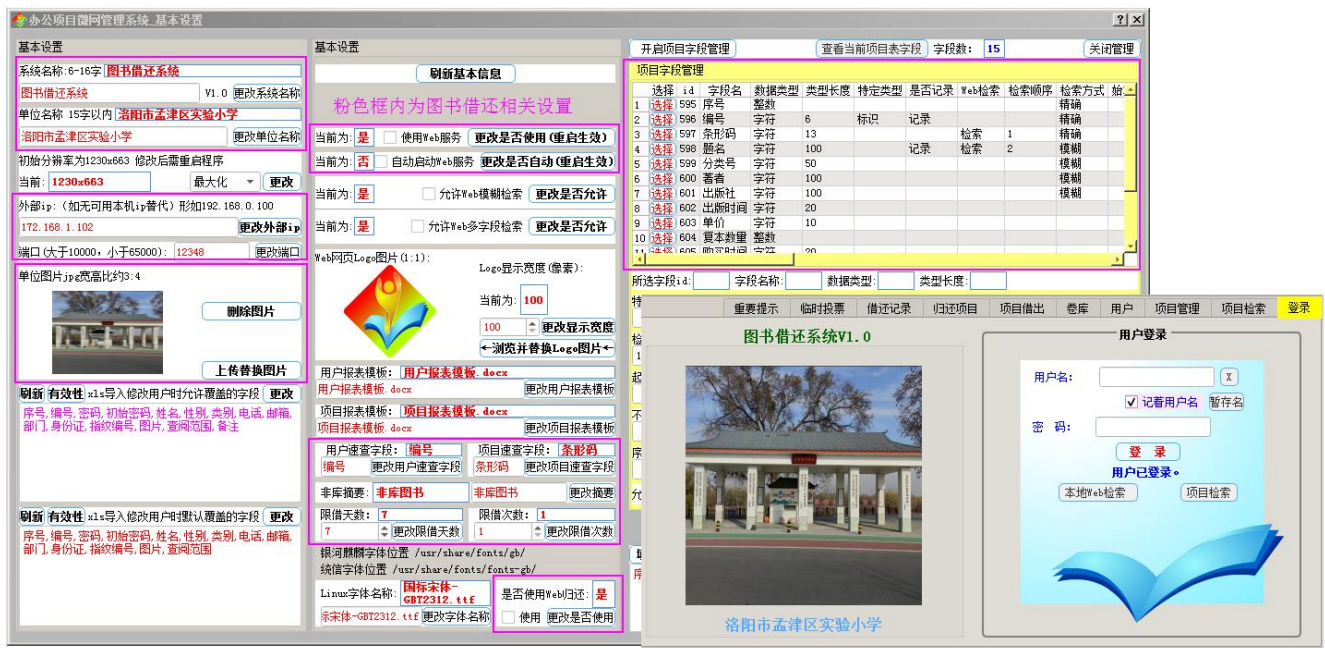 办公项目微网管理系统_基本设置
基本设置
系统名称:6-16字 图书借还系统
图书借还系统 V1.0 更改系统名称
单位名称 15字以内 洛阳市孟津区实验小学
洛阳市孟津区实验小学 更改单位名称
初始分辨率为1230x663 修改后需重启程序
当前: 1230x663 最大化 更改
外部ip:（如无可用本机ip替代）形如192.168.0.100
172.168.1.102 更改外部ip
端口(大于10000，小于65000): 12348 更改端口
单位图片jpg宽高比约3:4
删除图片
上传替换图片
刷新 有效性 xls导入修改用户时允许覆盖的字段 更改
序号,编号,密码,初始密码,姓名,性别,类别,电话,邮箱,
部门,身份证,指纹编号,图片,查阅范围,备注
刷新 有效性 xls导入修改用户时默认覆盖的字段 更改
序号,编号,密码,初始密码,姓名,性别,类别,电话,邮箱,
部门,身份证,指纹编号,图片,查阅范围
基本设置
刷新基本信息
粉色框内为图书借还相关设置
当前为: 是 使用Web服务 更改是否使用(重启生效)
当前为: 否 自动启动Web服务 更改是否自动(重启生效)
当前为: 是 允许Web模糊检索 更改是否允许
当前为: 是 允许Web多字段检索 更改是否允许
Web网页Logo图片(1:1):
Logo显示宽度(像素):
当前为: 100
100 更改显示宽度
←浏览并替换Logo图片←
用户报表模板: 用户报表模板.docx
用户报表模板.docx 更改用户报表模板
项目报表模板: 项目报表模板.docx
项目报表模板.docx 更改项目报表模板
用户速查字段: 编号 项目速查字段: 条形码
编号 更改用户速查字段 条形码 更改项目速查字段
非库摘要: 非库图书 非库图书 更改摘要
限借天数: 7 限借次数: 1
7 更改限借天数 1 更改限借次数
银河麒麟字体位置 /usr/share/fonts/gb/
统信字体位置 /usr/share/fonts/fonts-gb/
Linux字体名称: 国标宋体-GBT2312.ttf 是否使用Web归还: 是
标宋体-GBT2312.ttf 更改字体名称 使用 更改是否使用
开启项目字段管理 查看当前项目表字段 字段数: 15 关闭管理
项目字段管理
选择 id 字段名 数据类型 类型长度 特定类型 是否记录 Web检索 检索顺序 检索方式 始
1 选择 595 序号 整数 精确
2 选择 596 编号 字符 6 标识 记录 精确
3 选择 597 条形码 字符 13 检索 1 精确
4 选择 598 题名 字符 100 记录 检索 2 模糊
5 选择 599 分类号 字符 50 模糊
6 选择 600 著者 字符 100 模糊
7 选择 601 出版社 字符 100 模糊
8 选择 602 出版时间 字符 20
9 选择 603 单价 字符 10
10 选择 604 复本数量 整数
11 选择 605 购买时间 字符 20
所选字段id: 字段名称: 数据类型: 类型长度:
重要提示 临时投票 借还记录 归还项目 项目借出 卷库 用户 项目管理 项目检索 登录
图书借还系统V1.0
洛阳市孟津区实验小学
用户登录
用户名: X
记着用户名 暂存名
密 码:
登 录
用户已登录。
本地Web检索 项目检索